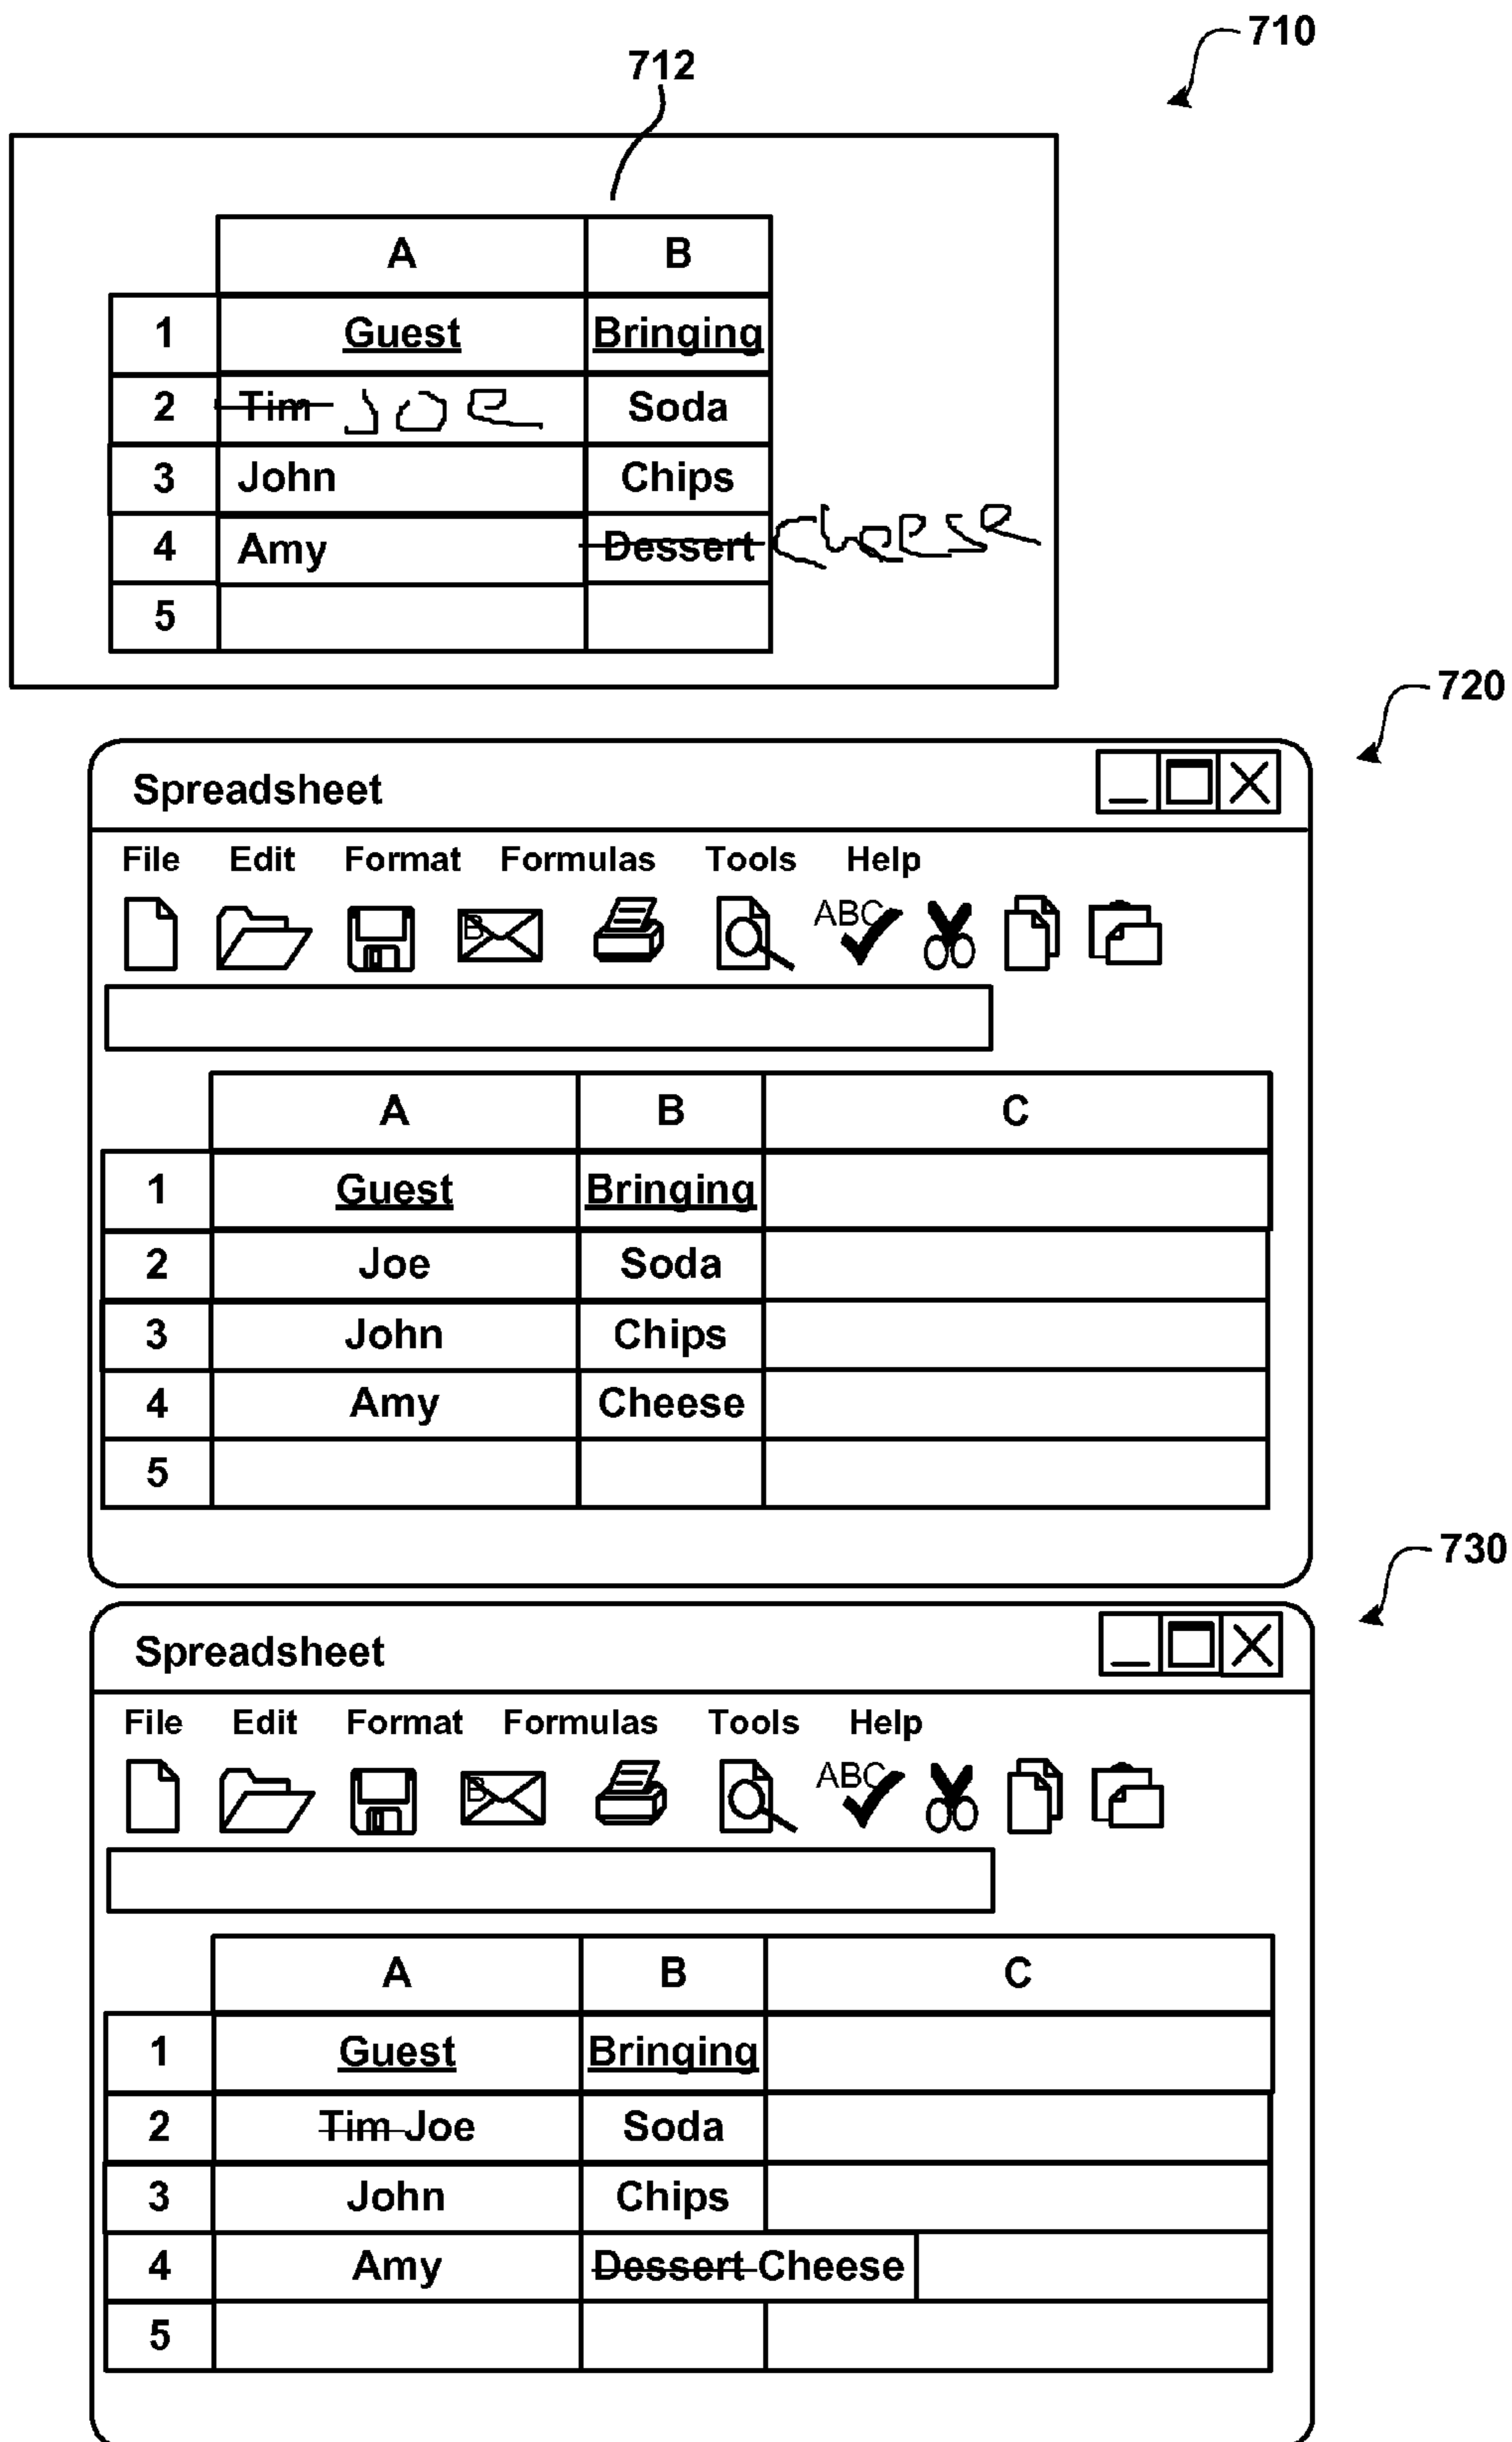 710
712
A B
1 Guest Bringing
2 Tim Joe Soda
3 John Chips
4 Amy Dessert Cheese
5
720
Spreadsheet
File Edit Format Formulas Tools Help
B ABC
A B C
1 Guest Bringing
2 Joe Soda
3 John Chips
4 Amy Cheese
5
730
Spreadsheet
File Edit Format Formulas Tools Help
B ABC
A B C
1 Guest Bringing
2 Tim Joe Soda
3 John Chips
4 Amy Dessert Cheese
5